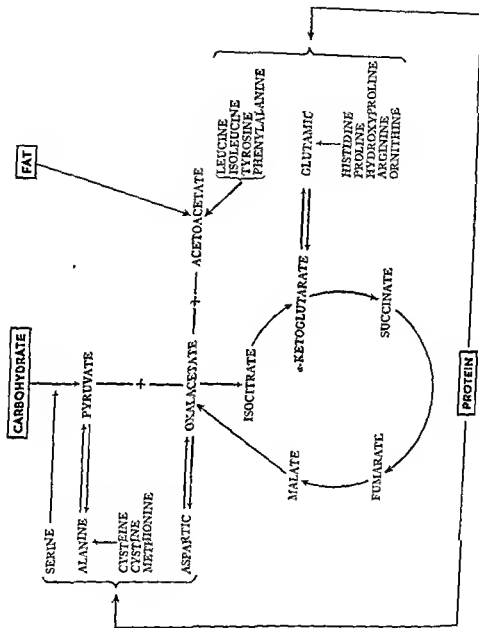 CARBOHYDRATE
FAT
SERINE
ALANINE
PYRUVATE
CYSTEINE
CYSTINE
METHIONINE
+
LEUCINE
ISOLEUCINE
TYROSINE
PHENYLALANINE
ASPARTIC
OXALACETATE
+
ACETOACETATE
ISOCITRATE
MALATE
α-KETOGLUTARATE
GLUTAMIC
HISTIDINE
PROLINE
HYDROXYPROLINE
ARGININE
ORNITHINE
FUMARATE
SUCCINATE
PROTEIN